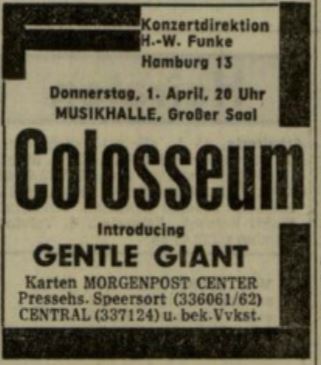 Konzertdirektion
H.-W. Funke
Hamburg 13
Donnerstag, 1. April, 20 Uhr
MUSIKHALLE, Großer Saal
Colosseum
Introducing
GENTLE GIANT
Karten MORGENPOST CENTER
Pressehs. Speersort (336061/62)
CENTRAL (337124) u. bek. Vvkst.